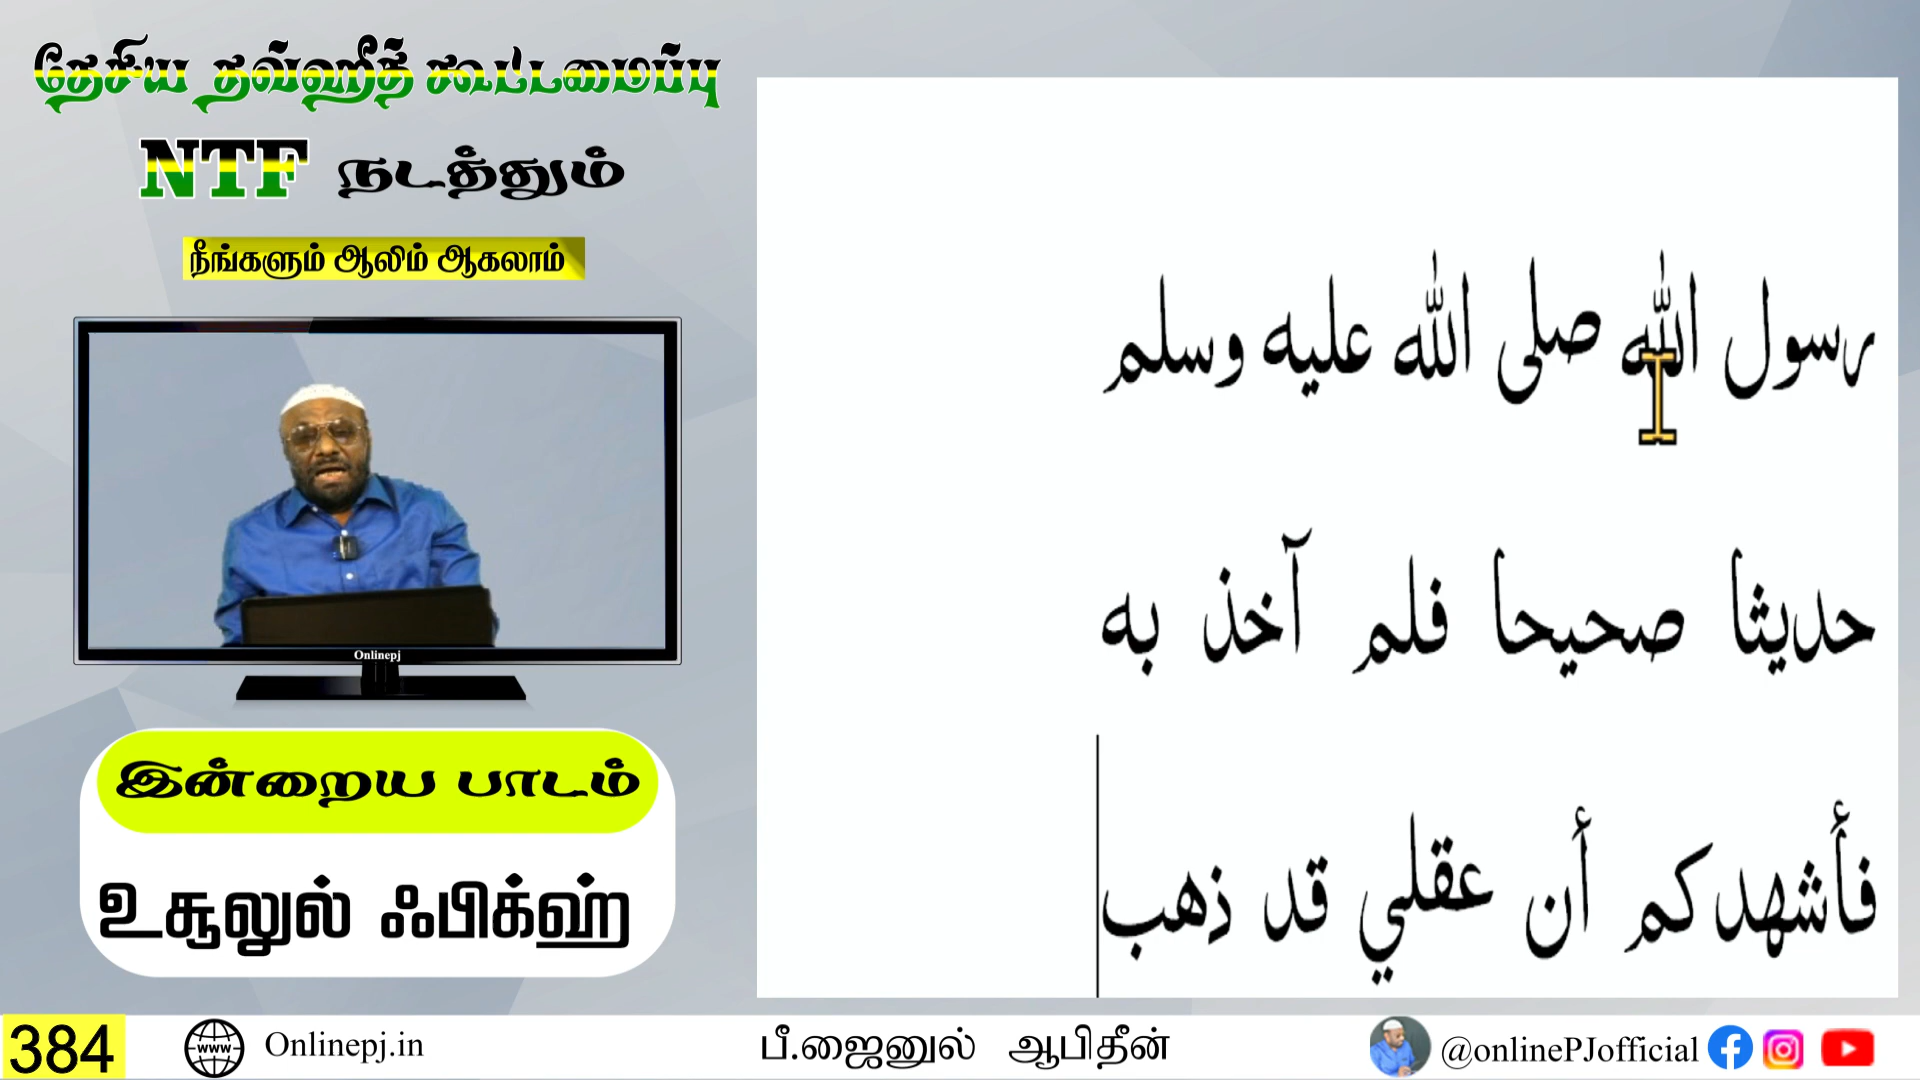 தேசிய தவ்ஹீத் கூட்டமைப்பு
NTF நடத்தும்
நீங்களும் ஆலிம் ஆகலாம்
Onlinepj
இன்றைய பாடம்
உசூலுல் ஃபிக்ஹ்
رسول الله صلى الله عليه وسلم
حديثا صحيحا فلم آخذ به
فأشهدكم أن عقلي قد ذهب
384
www
Onlinepj.in
பீ.ஜைனுல் ஆபிதீன்
@onlinePJofficial